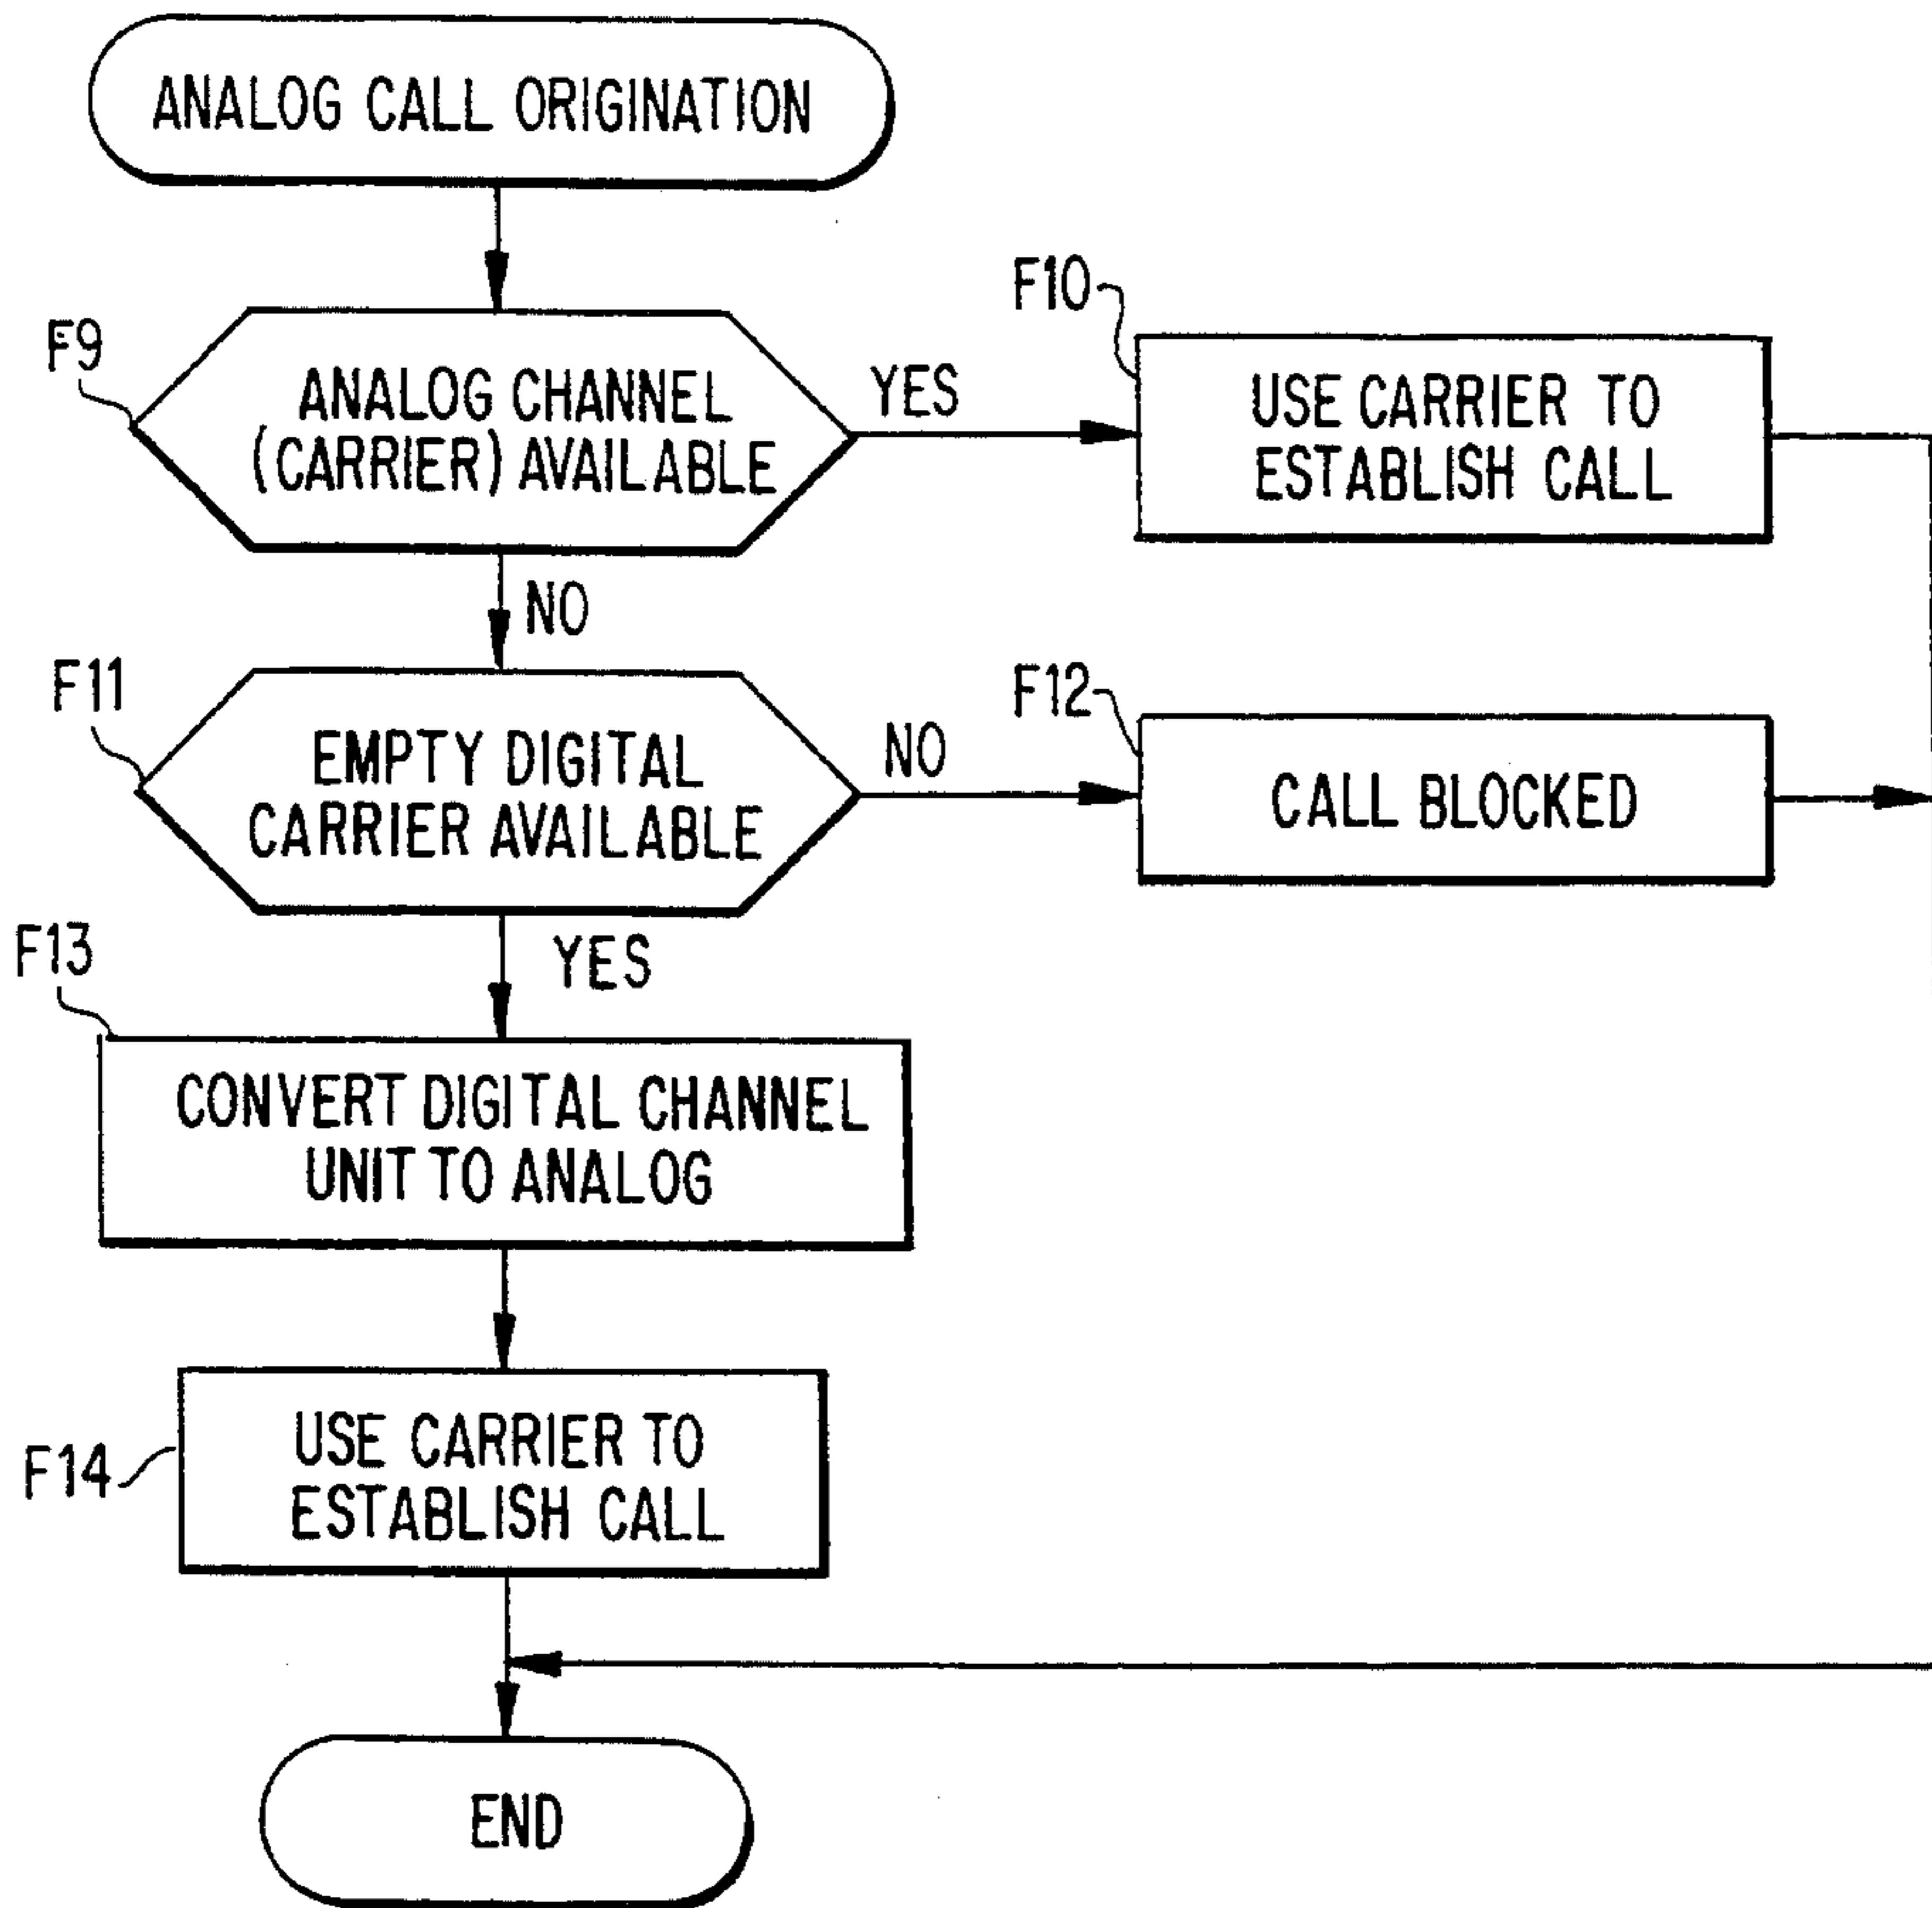 ANALOG CALL ORIGINATION
F9
ANALOG CHANNEL
(CARRIER) AVAILABLE
YES
F10
USE CARRIER TO
ESTABLISH CALL
NO
F11
EMPTY DIGITAL
CARRIER AVAILABLE
NO
F12
CALL BLOCKED
YES
F13
CONVERT DIGITAL CHANNEL
UNIT TO ANALOG
F14
USE CARRIER TO
ESTABLISH CALL
END